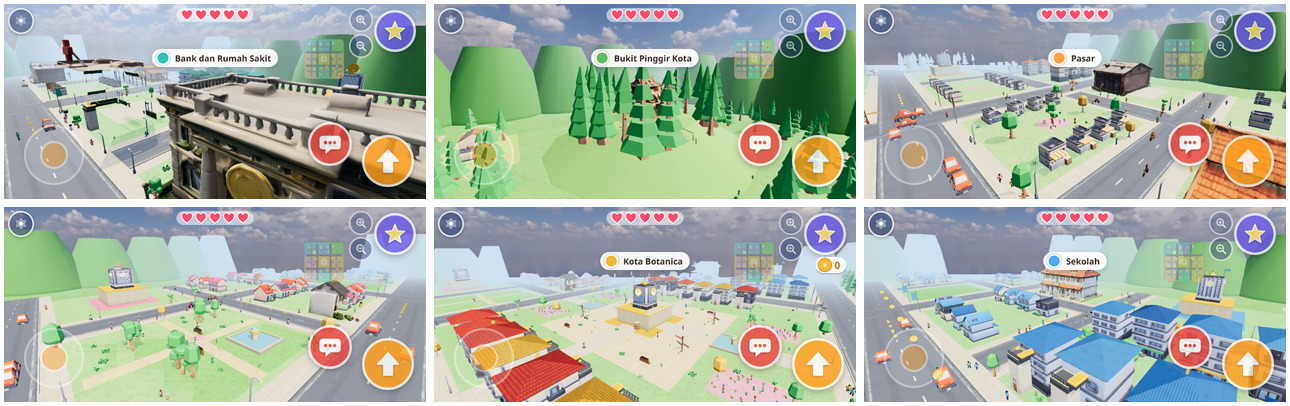 Bank dan Rumah Sakit
Bukit Pinggir Kota
Pasar
Kota Botanica
0
Sekolah